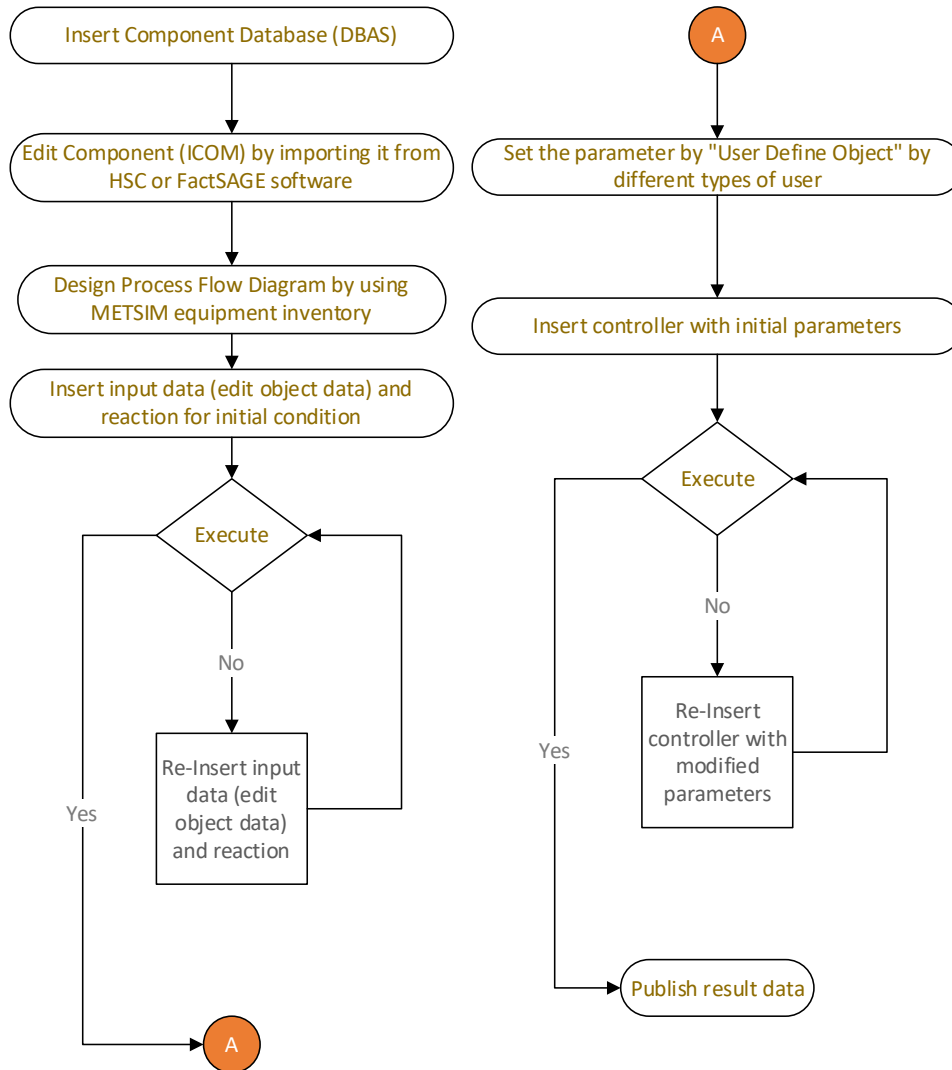 Insert Component Database (DBAS)
Edit Component (ICOM) by importing it from
HSC or FactSAGE software
Design Process Flow Diagram by using
METSIM equipment inventory
Insert input data (edit object data) and
reaction for initial condition
Execute
No
Yes
Re-Insert input
data (edit
object data)
and reaction
A
A
Set the parameter by "User Define Object" by
different types of user
Insert controller with initial parameters
Execute
No
Yes
Re-Insert
controller with
modified
parameters
Publish result data